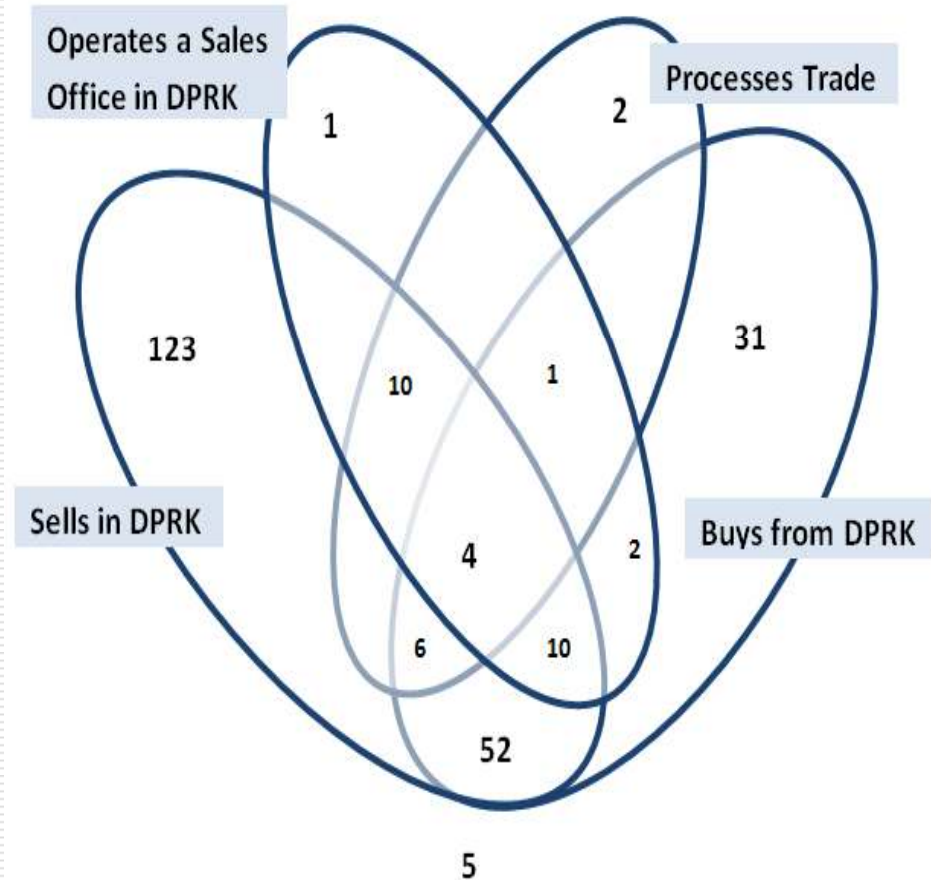 Operates a Sales
Office in DPRK
Processes Trade
1
2
123
31
10
1
Sells in DPRK
Buys from DPRK
4
2
6
10
52
5